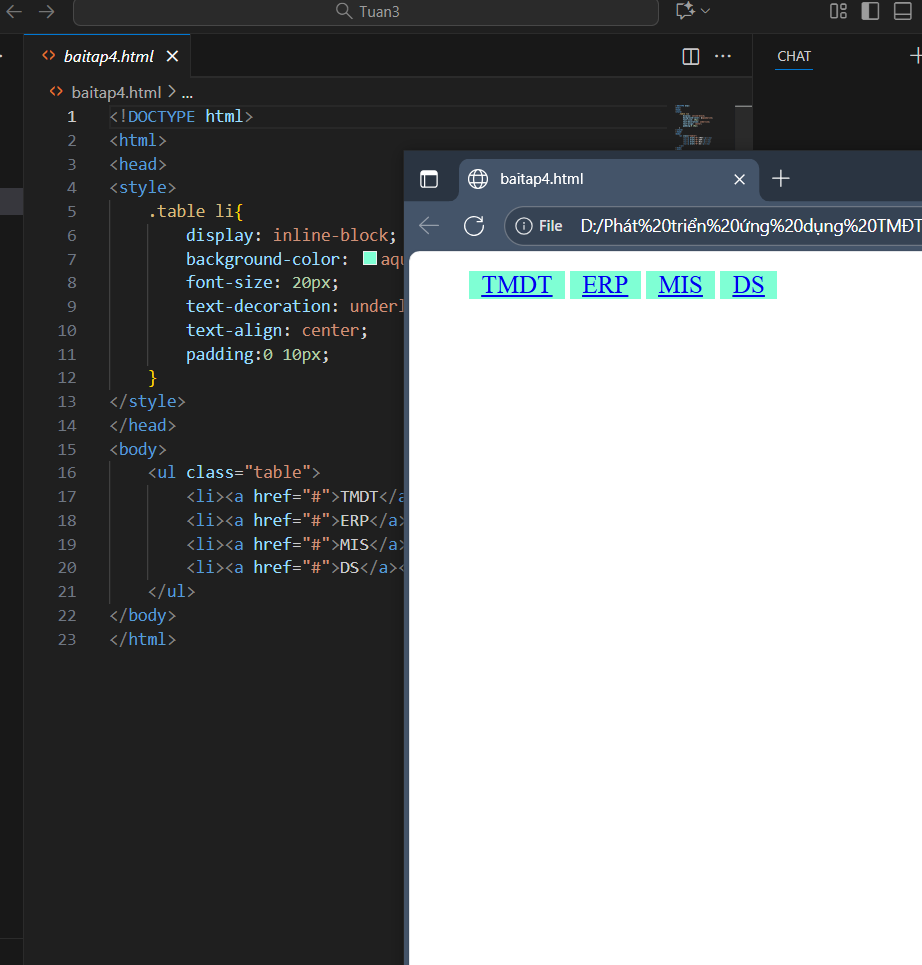 Tuan3
baitap4.html
CHAT
baitap4.html > ...
1 <!DOCTYPE html>
2 <html>
3 <head>
4 <style>
5 .table li{
6 display: inline-block;
7 background-color: aqu
8 font-size: 20px;
9 text-decoration: underl
10 text-align: center;
11 padding:0 10px;
12 }
13 </style>
14 </head>
15 <body>
16 <ul class="table">
17 <li><a href="#">TMDT</a
18 <li><a href="#">ERP</a>
19 <li><a href="#">MIS</a>
20 <li><a href="#">DS</a><
21 </ul>
22 </body>
23 </html>
baitap4.html
File D:/Phát%20triển%20ứng%20dụng%20TMĐT
TMDT ERP MIS DS